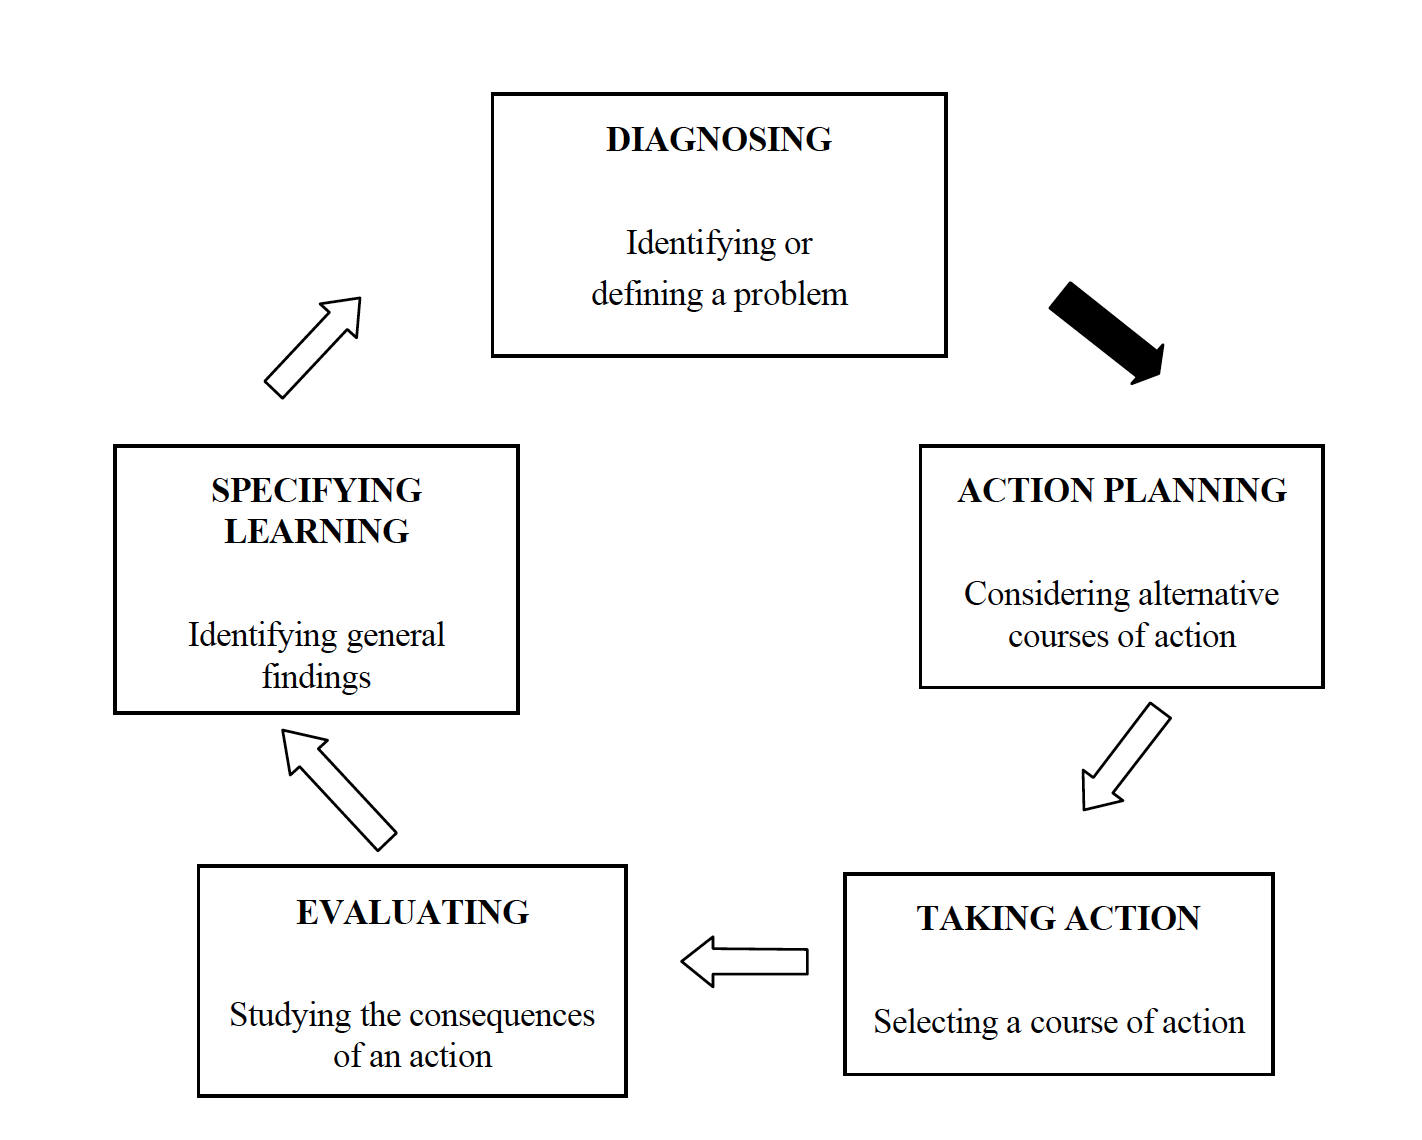 DIAGNOSING
Identifying or
defining a problem
ACTION PLANNING
Considering alternative
courses of action
TAKING ACTION
Selecting a course of action
EVALUATING
Studying the consequences
of an action
SPECIFYING
LEARNING
Identifying general
findings